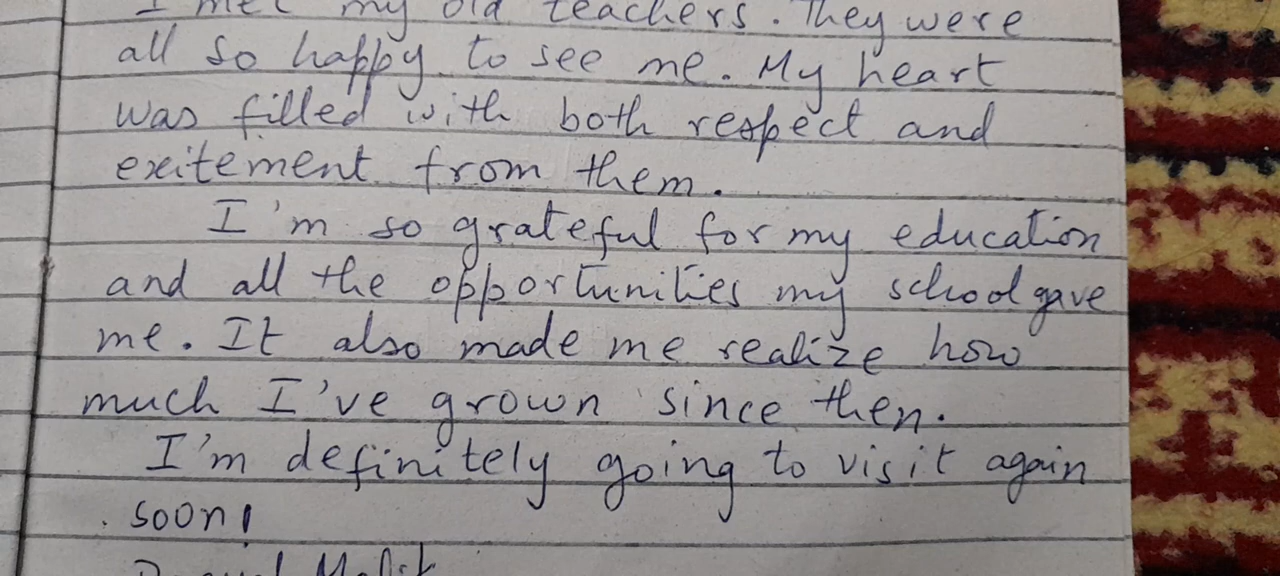 I met my old teachers. They were
all so happy to see me. My heart
was filled with both respect and
exitement from them.
I'm so grateful for my education
and all the opportunities my school gave
me. It also made me realize how
much I've grown since then.
I'm definitely going to visit again
soon!